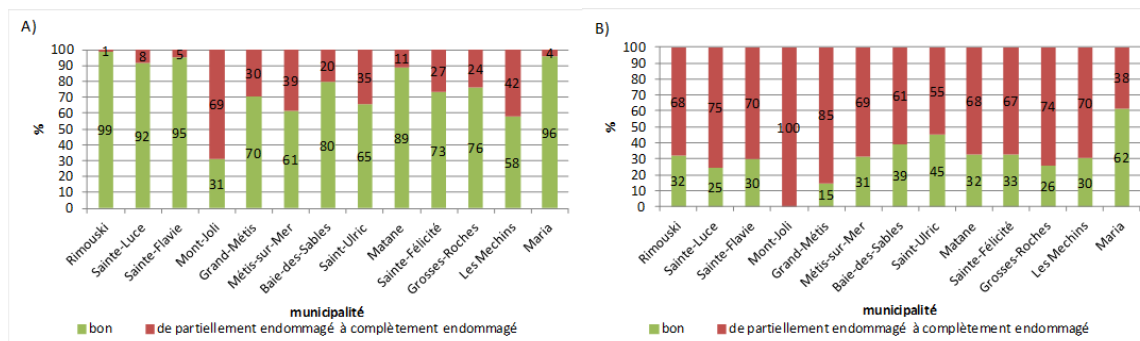 A)
100
90
80
70
60
50
40
30
20
10
0
%
1 8 5 69 30 39 20 35 11 27 24 42 4
99 92 95 31 70 61 80 65 89 73 76 58 96
Rimouski
Sainte-Luce
Sainte-Flavie
Mont-Joli
Grand-Métis
Métis-sur-Mer
Baie-des-Sables
Saint-Ulric
Matane
Sainte-Félicité
Grosses-Roches
Les Mechins
Maria
municipalité
bon de partiellement endommagé à complètement endommagé
B)
100
90
80
70
60
50
40
30
20
10
0
%
68 75 70 100 85 69 61 55 68 67 74 70 38
32 25 30 15 31 39 45 32 33 26 30 62
Rimouski
Sainte-Luce
Sainte-Flavie
Mont-Joli
Grand-Métis
Métis-sur-Mer
Baie-des-Sables
Saint-Ulric
Matane
Sainte-Félicité
Grosses-Roches
Les Mechins
Maria
municipalité
bon de partiellement endommagé à complètement endommagé